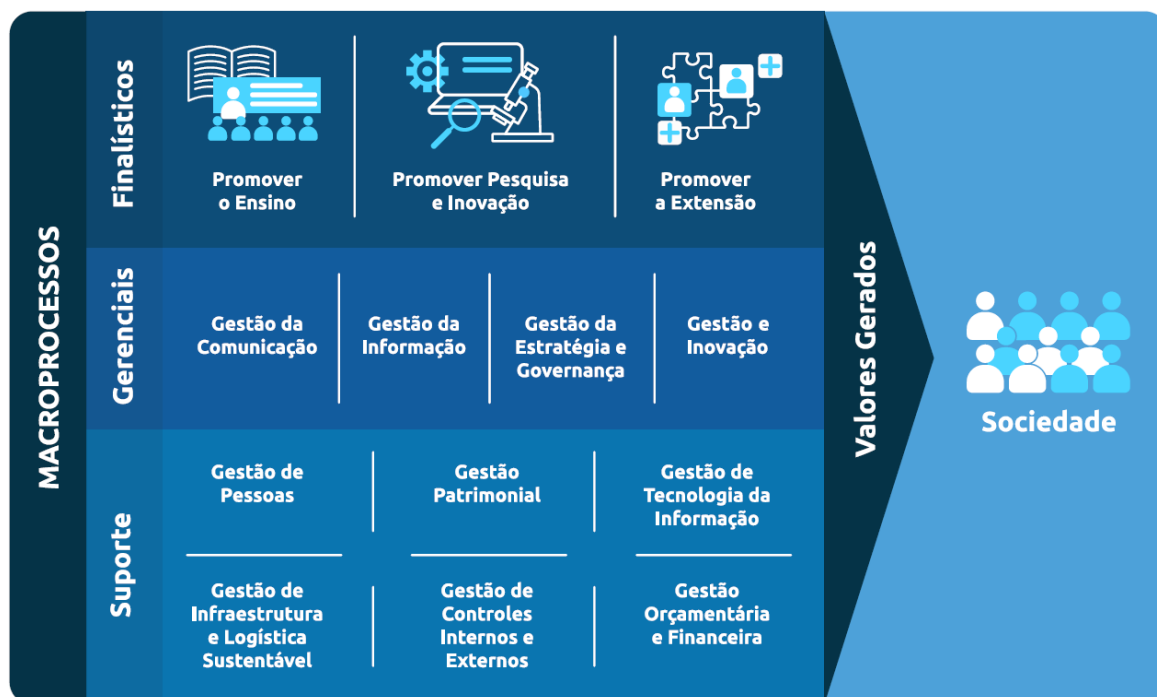 MACROPROCESSOS
Finalísticos
Promover
o Ensino
Promover Pesquisa
e Inovação
Promover
a Extensão
Gerenciais
Gestão da
Comunicação
Gestão da
Informação
Gestão da
Estratégia e
Governança
Gestão e
Inovação
Suporte
Gestão de
Pessoas
Gestão
Patrimonial
Gestão de
Tecnologia da
Informação
Gestão de
Infraestrutura
e Logística
Sustentável
Gestão de
Controles
Internos e
Externos
Gestão
Orçamentária
e Financeira
Valores Gerados
Sociedade